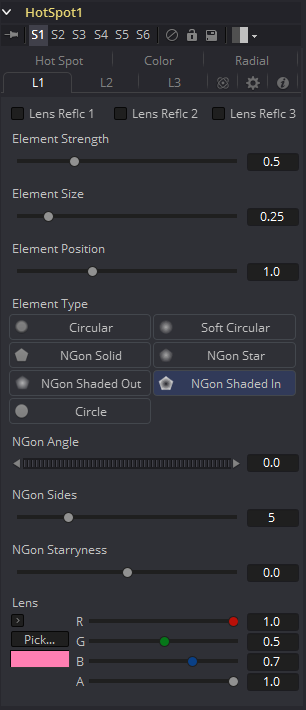 HotSpot1
S1 S2 S3 S4 S5 S6
Hot Spot Color Radial
L1 L2 L3
Lens Reflc 1 Lens Reflc 2 Lens Reflc 3
Element Strength
0.5
Element Size
0.25
Element Position
1.0
Element Type
Circular Soft Circular
NGon Solid NGon Star
NGon Shaded Out NGon Shaded In
Circle
NGon Angle
0.0
NGon Sides
5
NGon Starryness
0.0
Lens
R 1.0
Pick... G 0.5
B 0.7
A 1.0